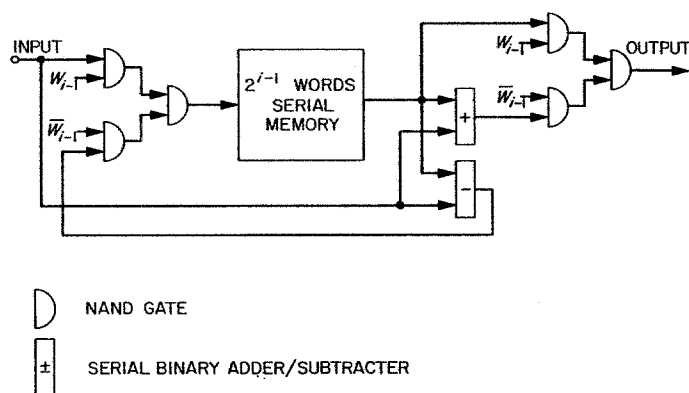 INPUT
W_{i-1}
W̅_{i-1}
2^{i-1} WORDS
SERIAL
MEMORY
+
−
W_{i-1}
W̅_{i-1}
OUTPUT
NAND GATE
±
SERIAL BINARY ADDER/SUBTRACTER